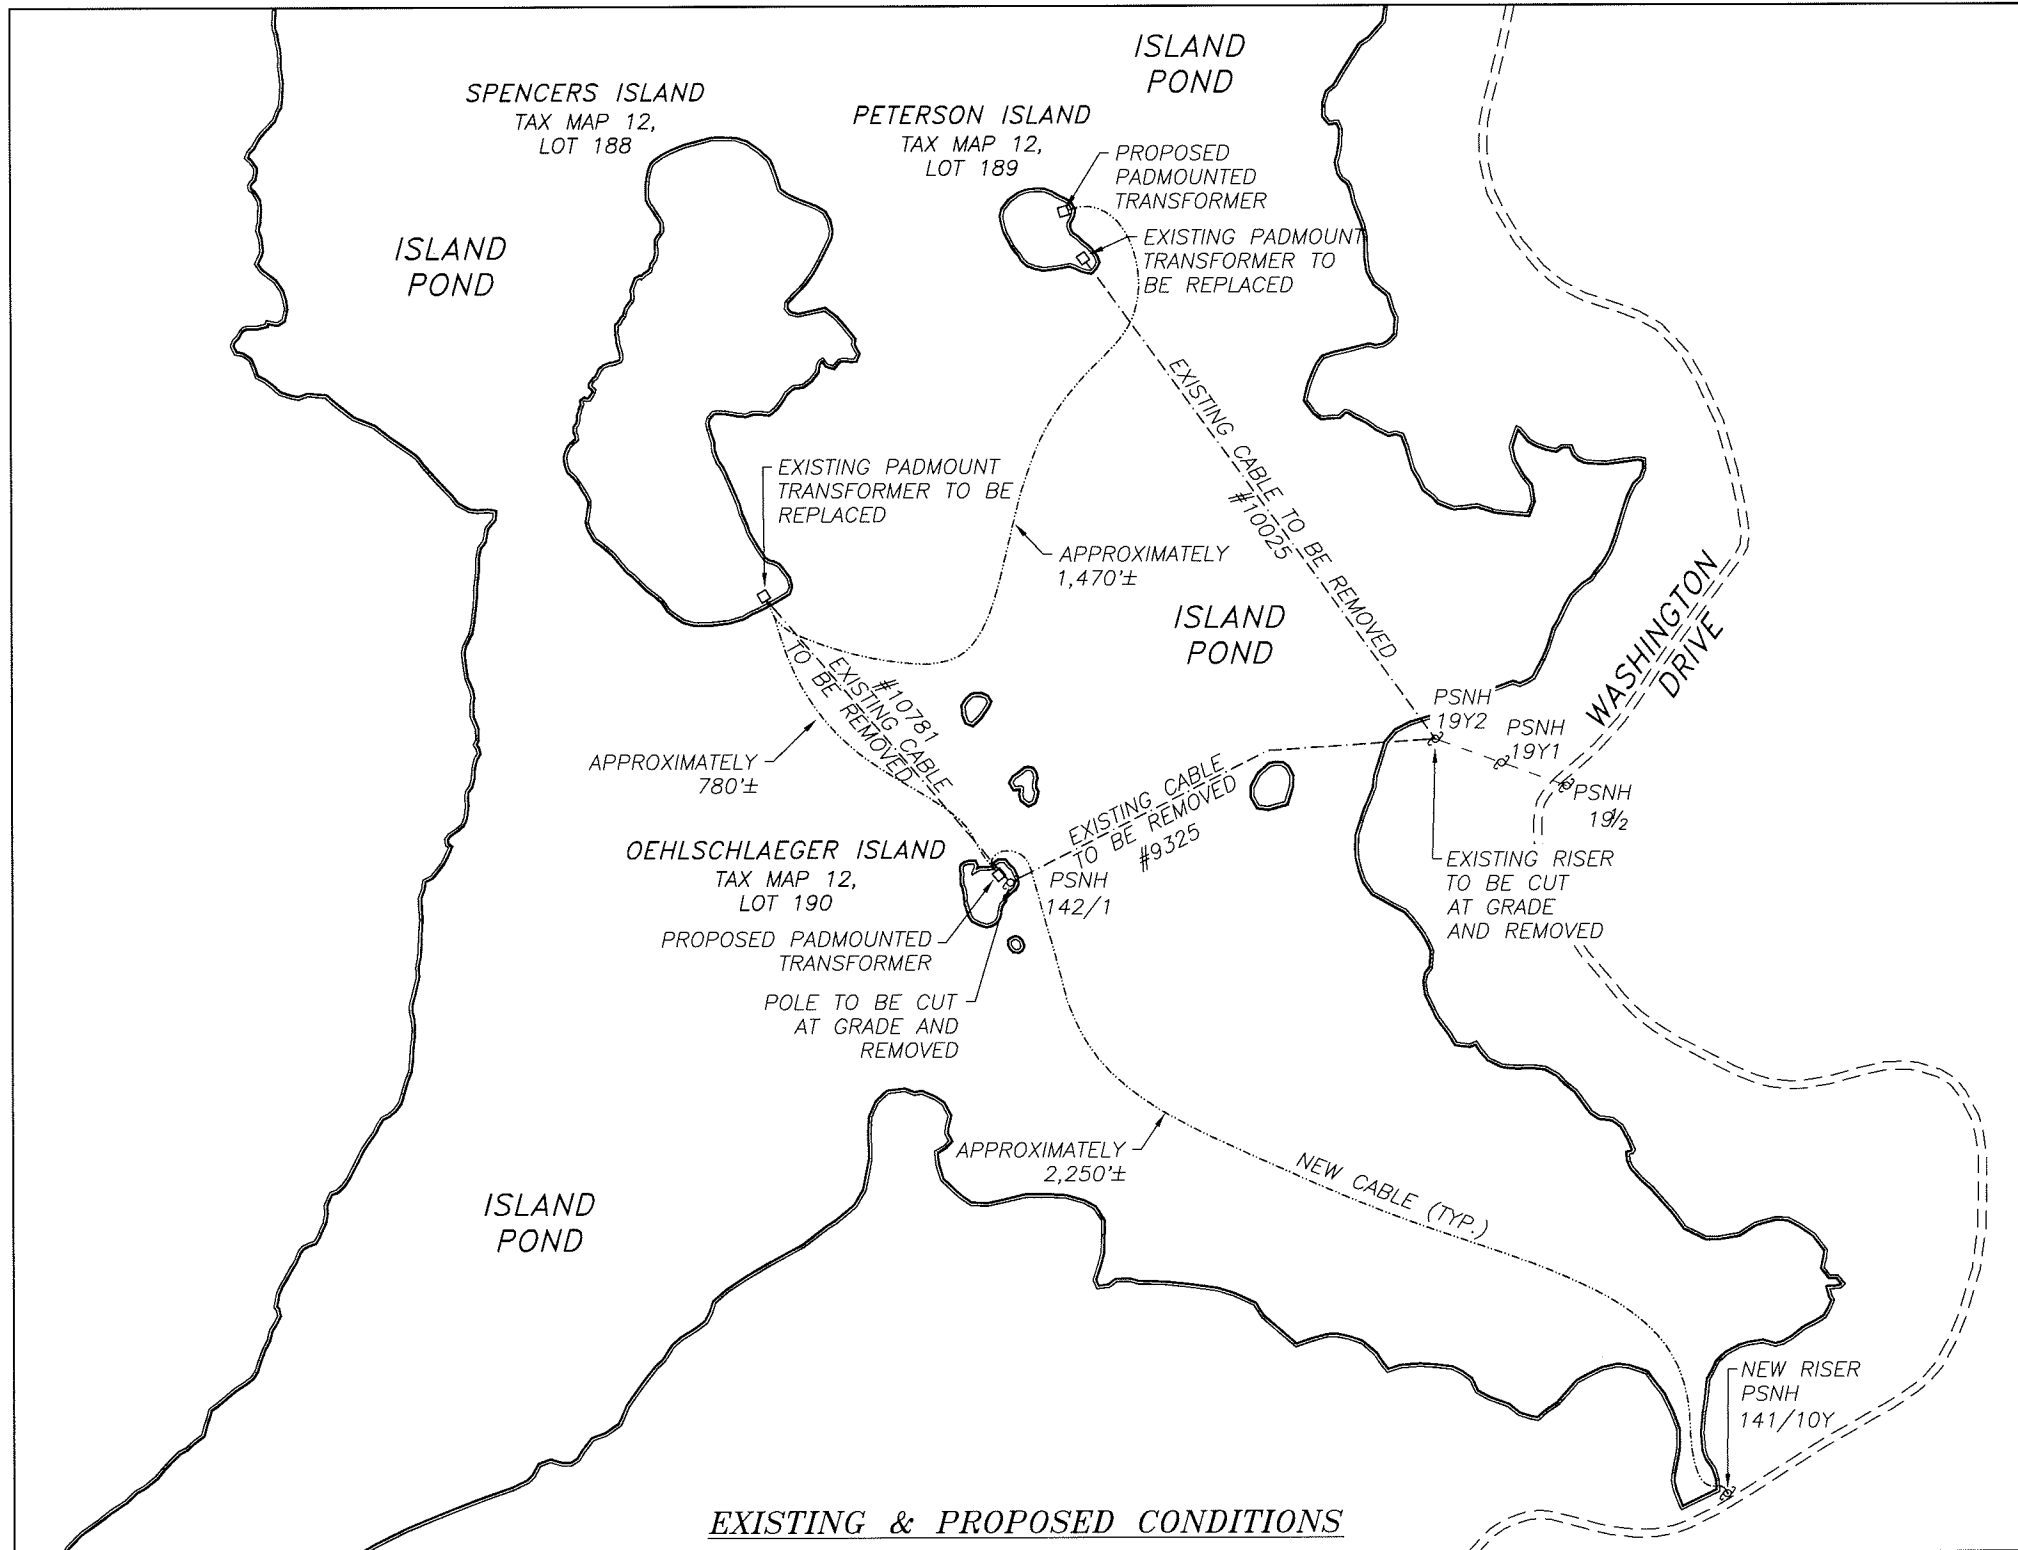 ISLAND
POND
SPENCERS ISLAND
TAX MAP 12,
LOT 188
PETERSON ISLAND
TAX MAP 12,
LOT 189
PROPOSED
PADMOUNTED
TRANSFORMER
EXISTING PADMOUNT
TRANSFORMER TO
BE REPLACED
ISLAND
POND
EXISTING CABLE TO BE REMOVED
#10025
EXISTING PADMOUNT
TRANSFORMER TO BE
REPLACED
APPROXIMATELY
1,470'±
ISLAND
POND
WASHINGTON
DRIVE
#10781
EXISTING CABLE
TO BE REMOVED
APPROXIMATELY
780'±
PSNH
19Y2
PSNH
19Y1
PSNH
19 1/2
EXISTING CABLE
TO BE REMOVED
#9325
OEHLSCHLAEGER ISLAND
TAX MAP 12,
LOT 190
PSNH
142/1
EXISTING RISER
TO BE CUT
AT GRADE
AND REMOVED
PROPOSED PADMOUNTED
TRANSFORMER
POLE TO BE CUT
AT GRADE AND
REMOVED
APPROXIMATELY
2,250'±
NEW CABLE (TYP.)
ISLAND
POND
NEW RISER
PSNH
141/10Y
EXISTING & PROPOSED CONDITIONS